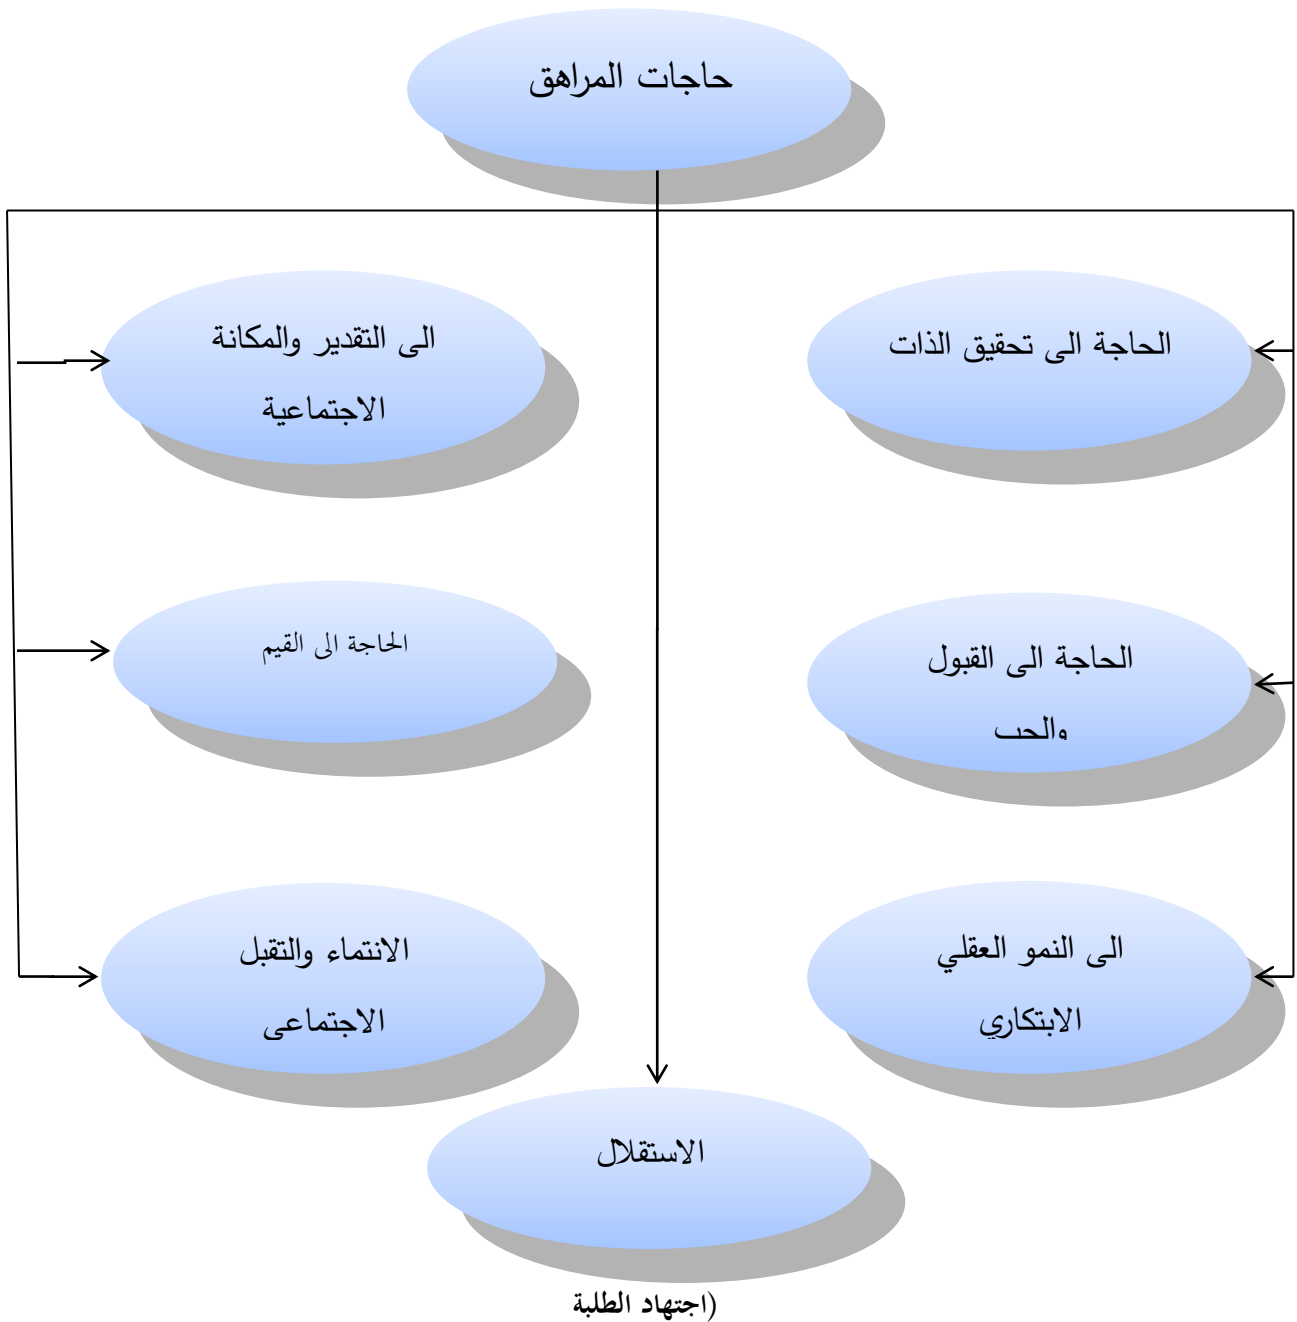 حاجات المراهق
الحاجة الى تحقيق الذات
الى التقدير والمكانة
الاجتماعية
الحاجة الى القبول
والحب
الحاجة الى القيم
الى النمو العقلي
الابتكاري
الانتماء والتقبل
الاجتماعي
الاستقلال
(اجتهاد الطلبة